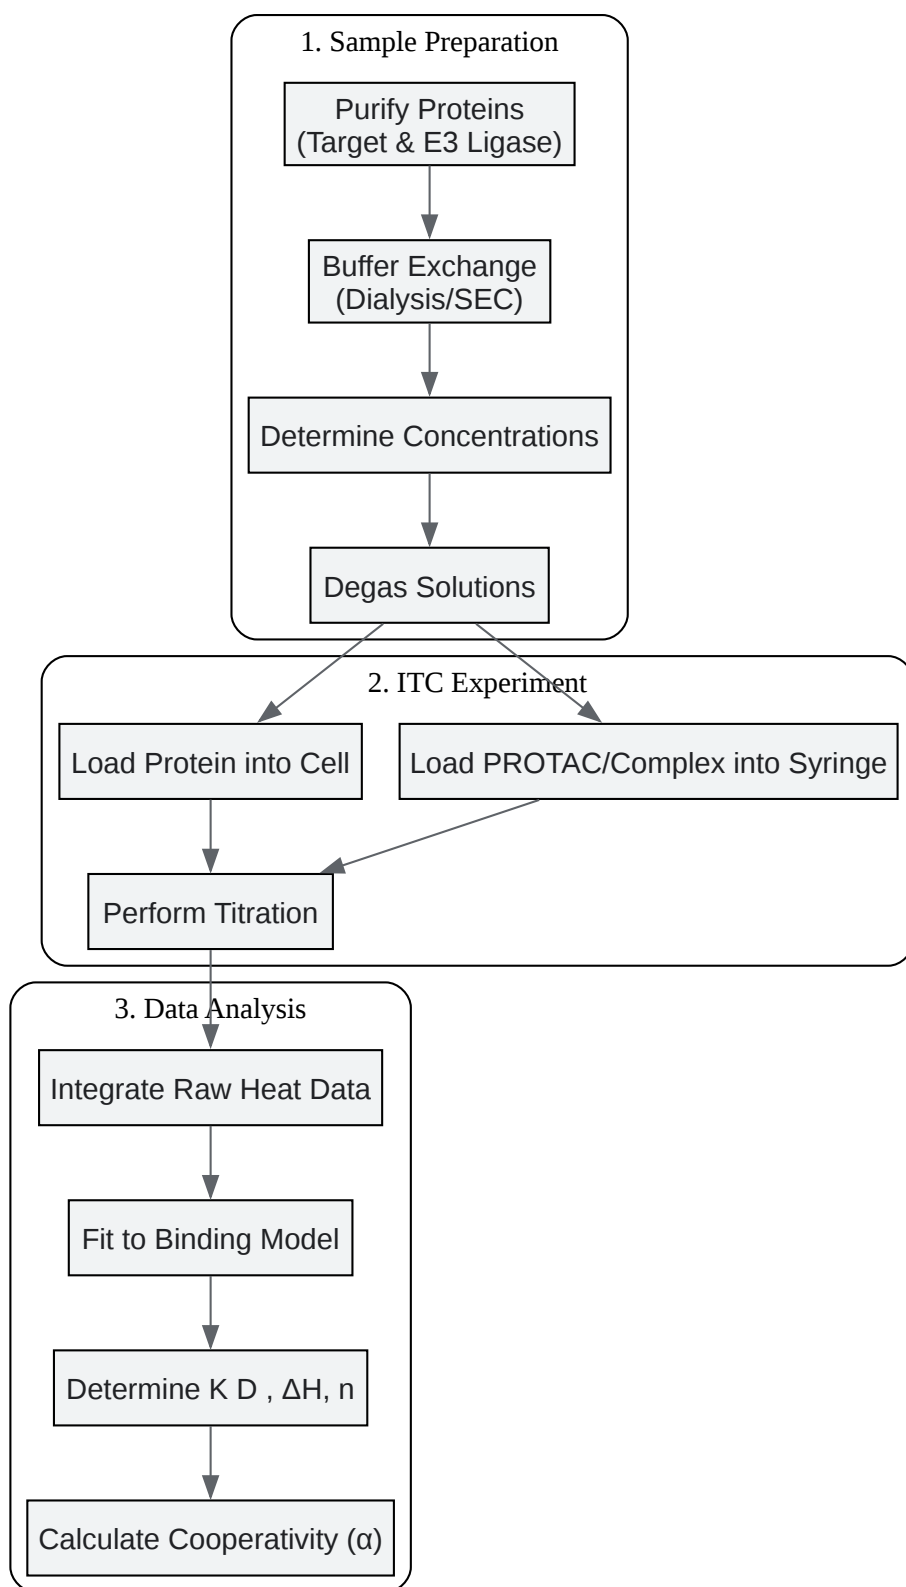 1. Sample Preparation
Purify Proteins
(Target & E3 Ligase)
Buffer Exchange
(Dialysis/SEC)
Determine Concentrations
Degas Solutions
2. ITC Experiment
Load Protein into Cell
Load PROTAC/Complex into Syringe
Perform Titration
3. Data Analysis
Integrate Raw Heat Data
Fit to Binding Model
Determine K D , ΔH, n
Calculate Cooperativity (α)